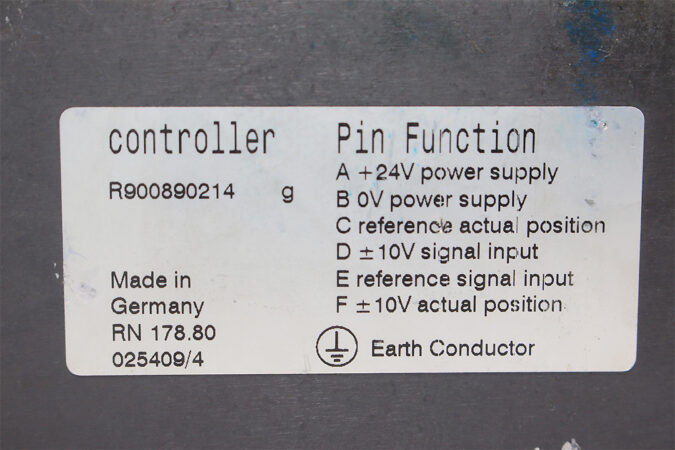 controller
R900890214 g
Made in
Germany
RN 178.80
025409/4
Pin Function
A +24V power supply
B 0V power supply
C reference actual position
D ±10V signal input
E reference signal input
F ±10V actual position
Earth Conductor